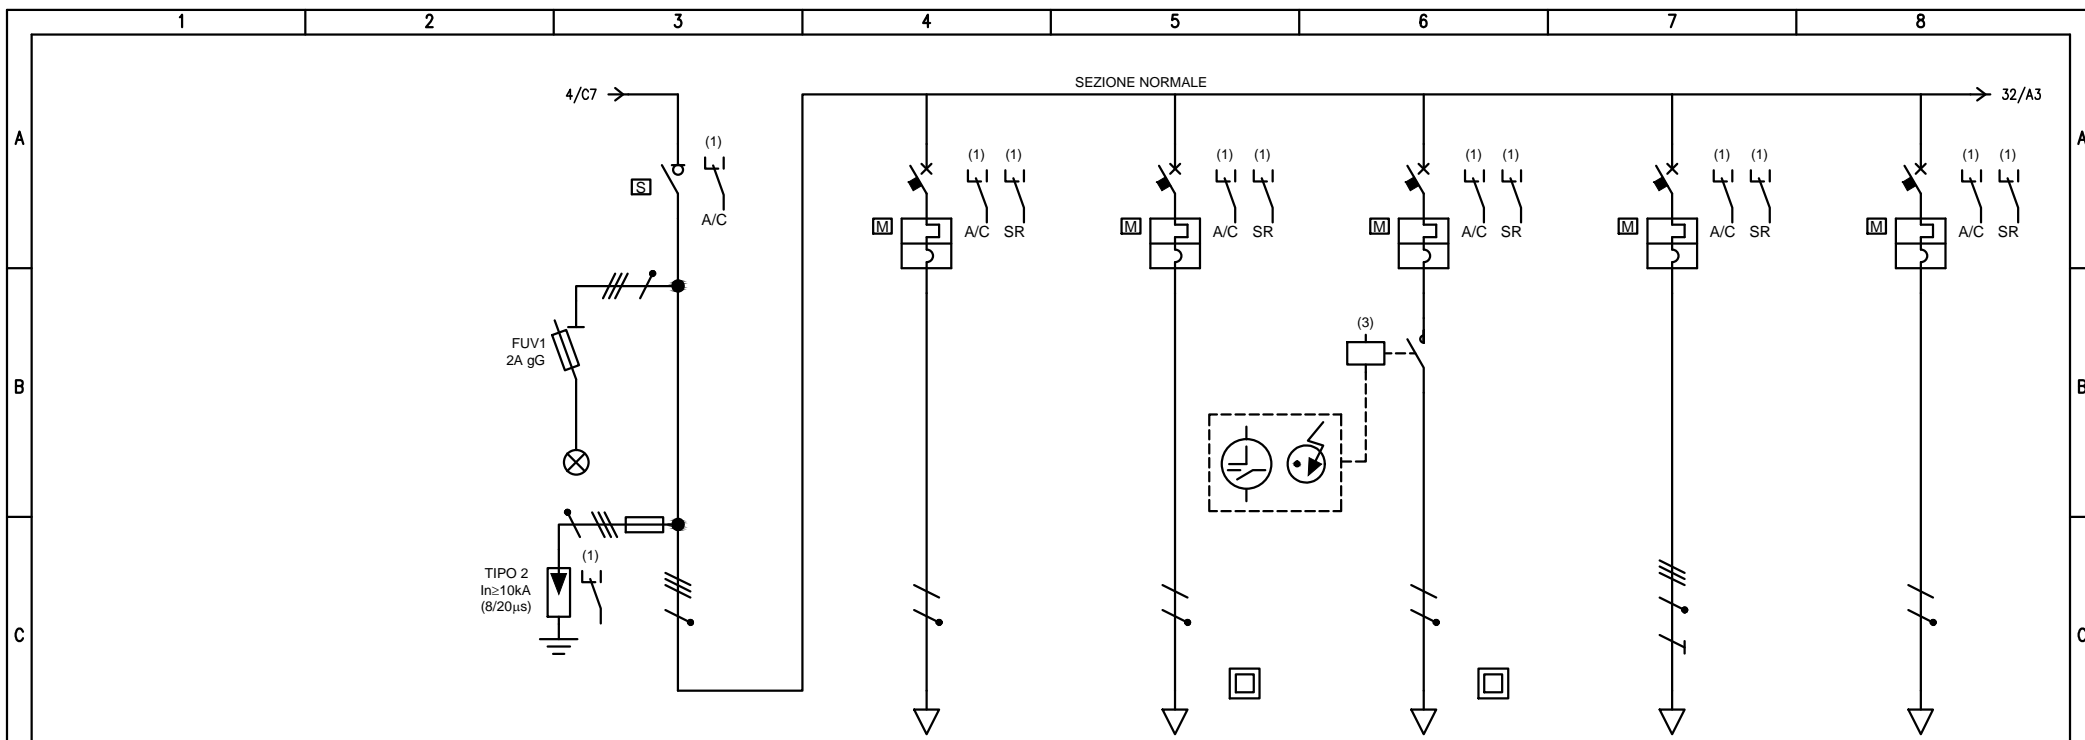 1 2 3 4 5 6 7 8
SEZIONE NORMALE
4/C7 32/A3
A A
(1)
(1) (1) (1) (1) (1) (1) (1) (1) (1) (1)
S
A/C
M A/C SR M A/C SR M A/C SR M A/C SR M A/C SR
(3)
FUV1
2A gG
B B
(1)
TIPO 2
In≥10kA
(8/20µs)
C C